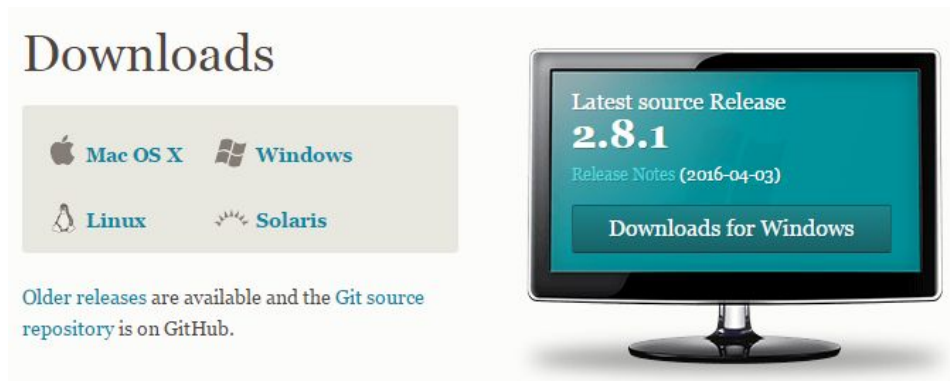 Downloads
Mac OS X Windows
Linux Solaris
Older releases are available and the Git source
repository is on GitHub.
Latest source Release
2.8.1
Release Notes (2016-04-03)
Downloads for Windows